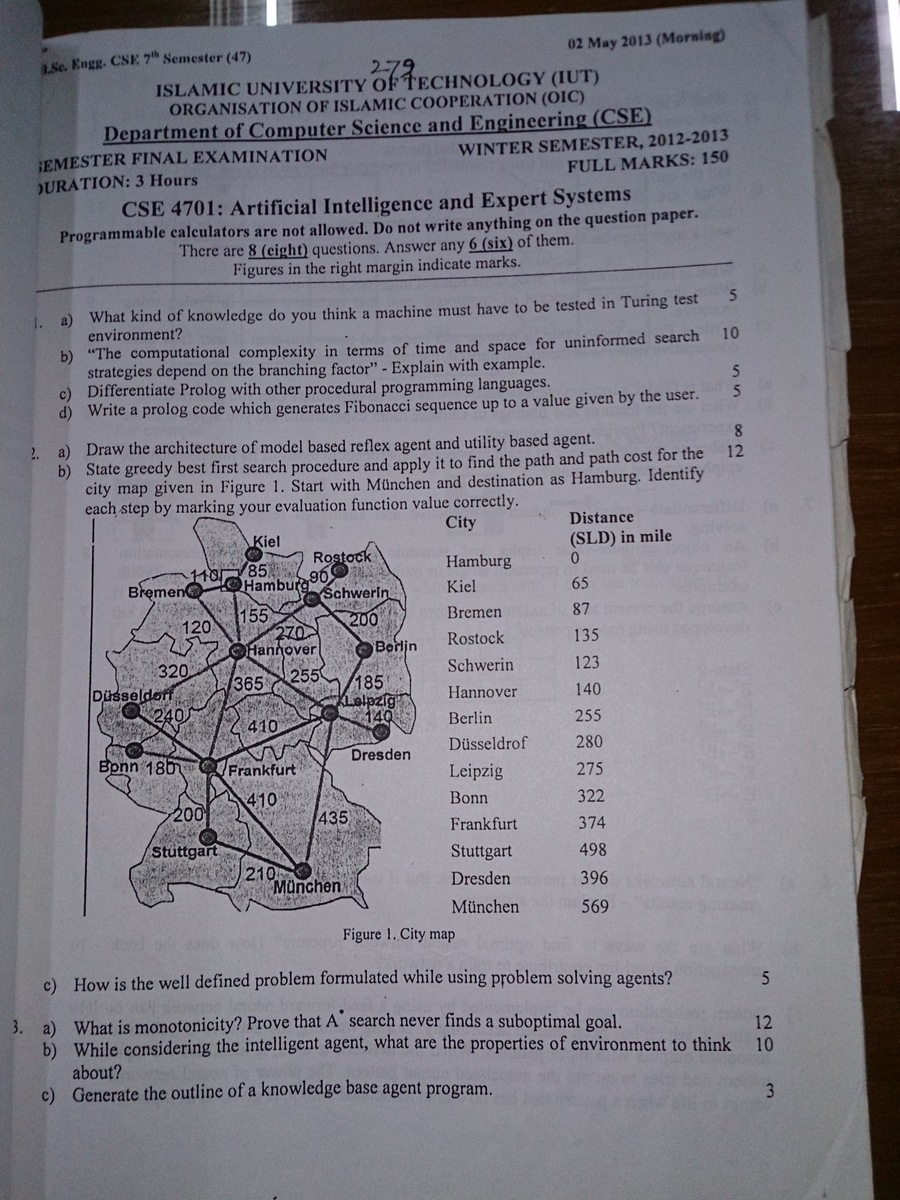 B.Sc. Engg. CSE 7th Semester (47)
02 May 2013 (Morning)
279
ISLAMIC UNIVERSITY OF TECHNOLOGY (IUT)
ORGANISATION OF ISLAMIC COOPERATION (OIC)
Department of Computer Science and Engineering (CSE)
SEMESTER FINAL EXAMINATION
WINTER SEMESTER, 2012-2013
DURATION: 3 Hours
FULL MARKS: 150
CSE 4701: Artificial Intelligence and Expert Systems
Programmable calculators are not allowed. Do not write anything on the question paper.
There are 8 (eight) questions. Answer any 6 (six) of them.
Figures in the right margin indicate marks.
1. a) What kind of knowledge do you think a machine must have to be tested in Turing test 5
environment?
b) “The computational complexity in terms of time and space for uninformed search 10
strategies depend on the branching factor” - Explain with example.
c) Differentiate Prolog with other procedural programming languages. 5
d) Write a prolog code which generates Fibonacci sequence up to a value given by the user. 5
2. a) Draw the architecture of model based reflex agent and utility based agent. 8
b) State greedy best first search procedure and apply it to find the path and path cost for the 12
city map given in Figure 1. Start with München and destination as Hamburg. Identify
each step by marking your evaluation function value correctly.
Kiel
Rostock
110 85 90
Bremen Hamburg Schwerin
155 200
120 270
Hannover Berlin
320 365 255 185
Düsseldorf Leipzig
240 410 140
Dresden
Bonn 180 Frankfurt
410
200 435
Stuttgart
210
München
City Distance
(SLD) in mile
Hamburg 0
Kiel 65
Bremen 87
Rostock 135
Schwerin 123
Hannover 140
Berlin 255
Düsseldrof 280
Leipzig 275
Bonn 322
Frankfurt 374
Stuttgart 498
Dresden 396
München 569
Figure 1. City map
c) How is the well defined problem formulated while using problem solving agents? 5
3. a) What is monotonicity? Prove that A* search never finds a suboptimal goal. 12
b) While considering the intelligent agent, what are the properties of environment to think 10
about?
c) Generate the outline of a knowledge base agent program. 3